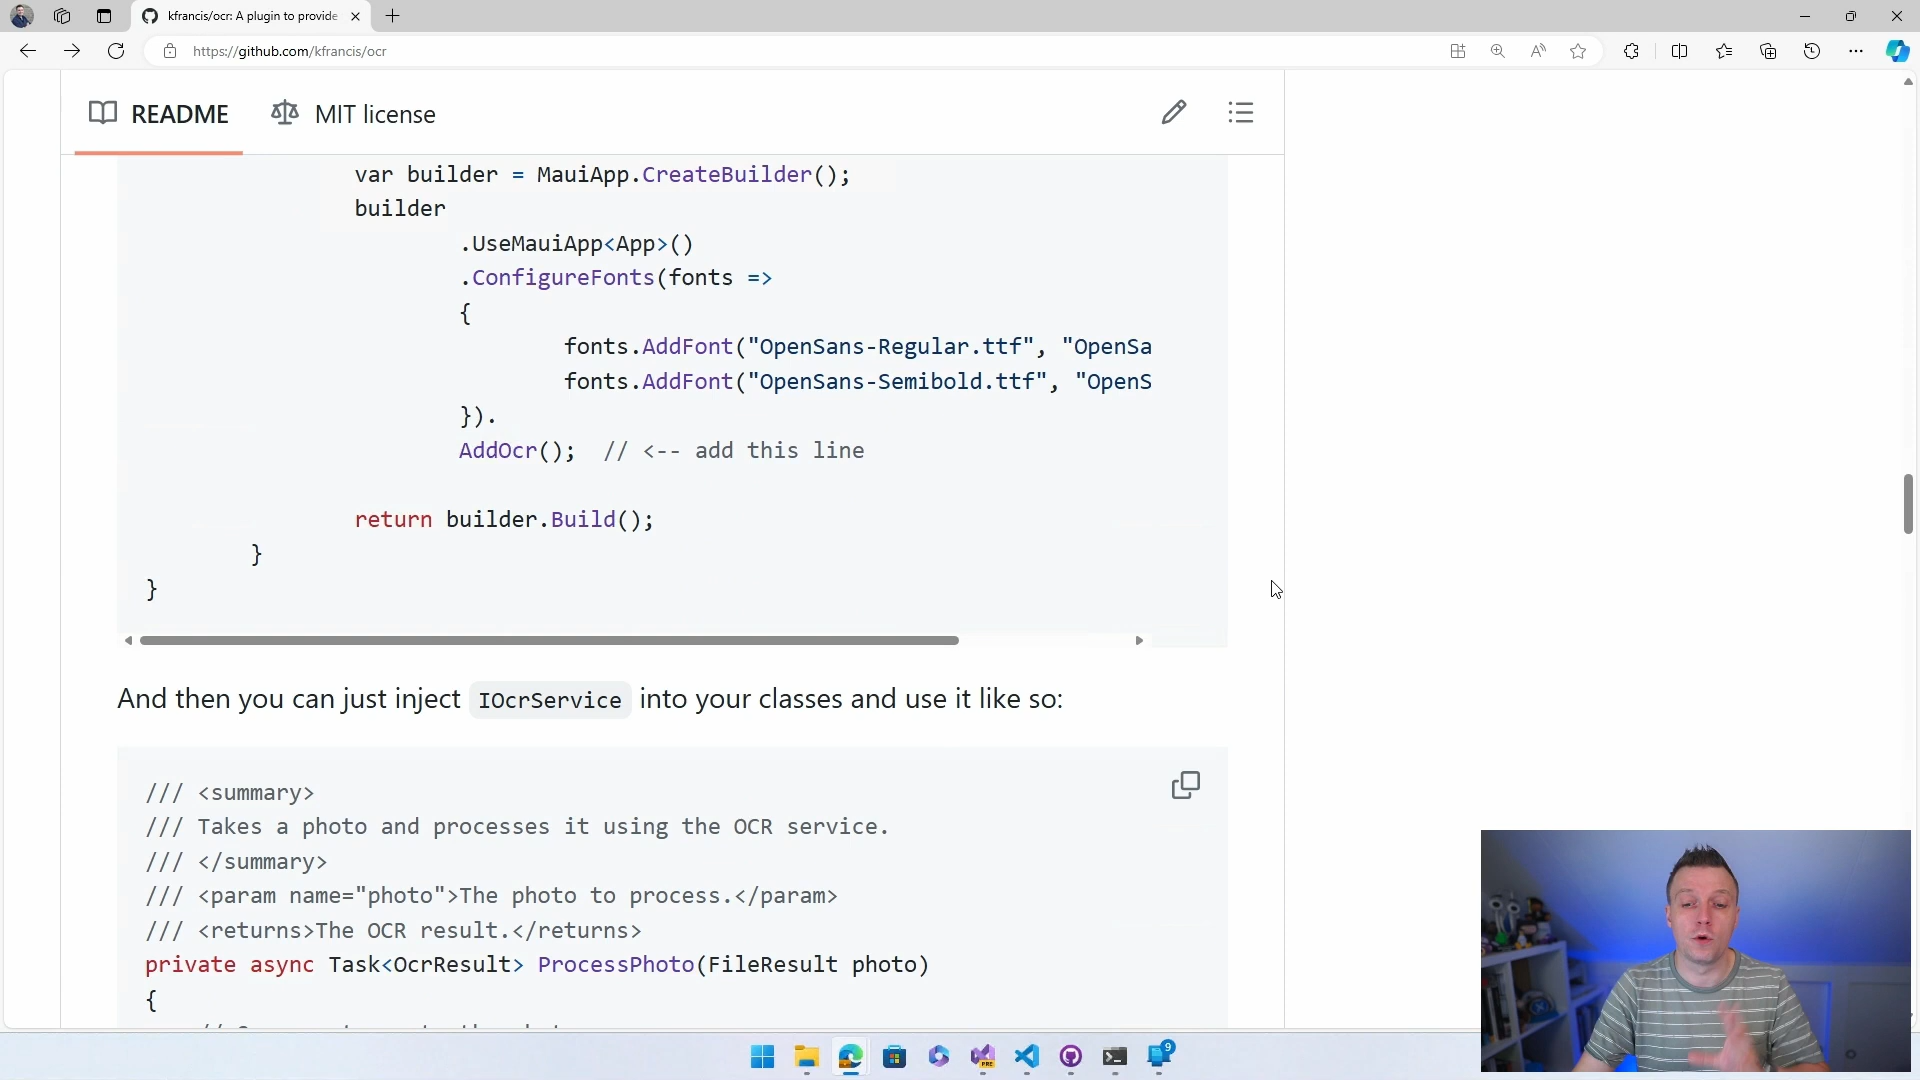 kfrancis/ocr: A plugin to provide
https://github.com/kfrancis/ocr
README
MIT license
var builder = MauiApp.CreateBuilder();
builder
.UseMauiApp<App>()
.ConfigureFonts(fonts =>
{
fonts.AddFont("OpenSans-Regular.ttf", "OpenSa
fonts.AddFont("OpenSans-Semibold.ttf", "OpenS
}).
AddOcr(); // <-- add this line
return builder.Build();
}
}
And then you can just inject IOcrService into your classes and use it like so:
/// <summary>
/// Takes a photo and processes it using the OCR service.
/// </summary>
/// <param name="photo">The photo to process.</param>
/// <returns>The OCR result.</returns>
private async Task<OcrResult> ProcessPhoto(FileResult photo)
{
PRE
9